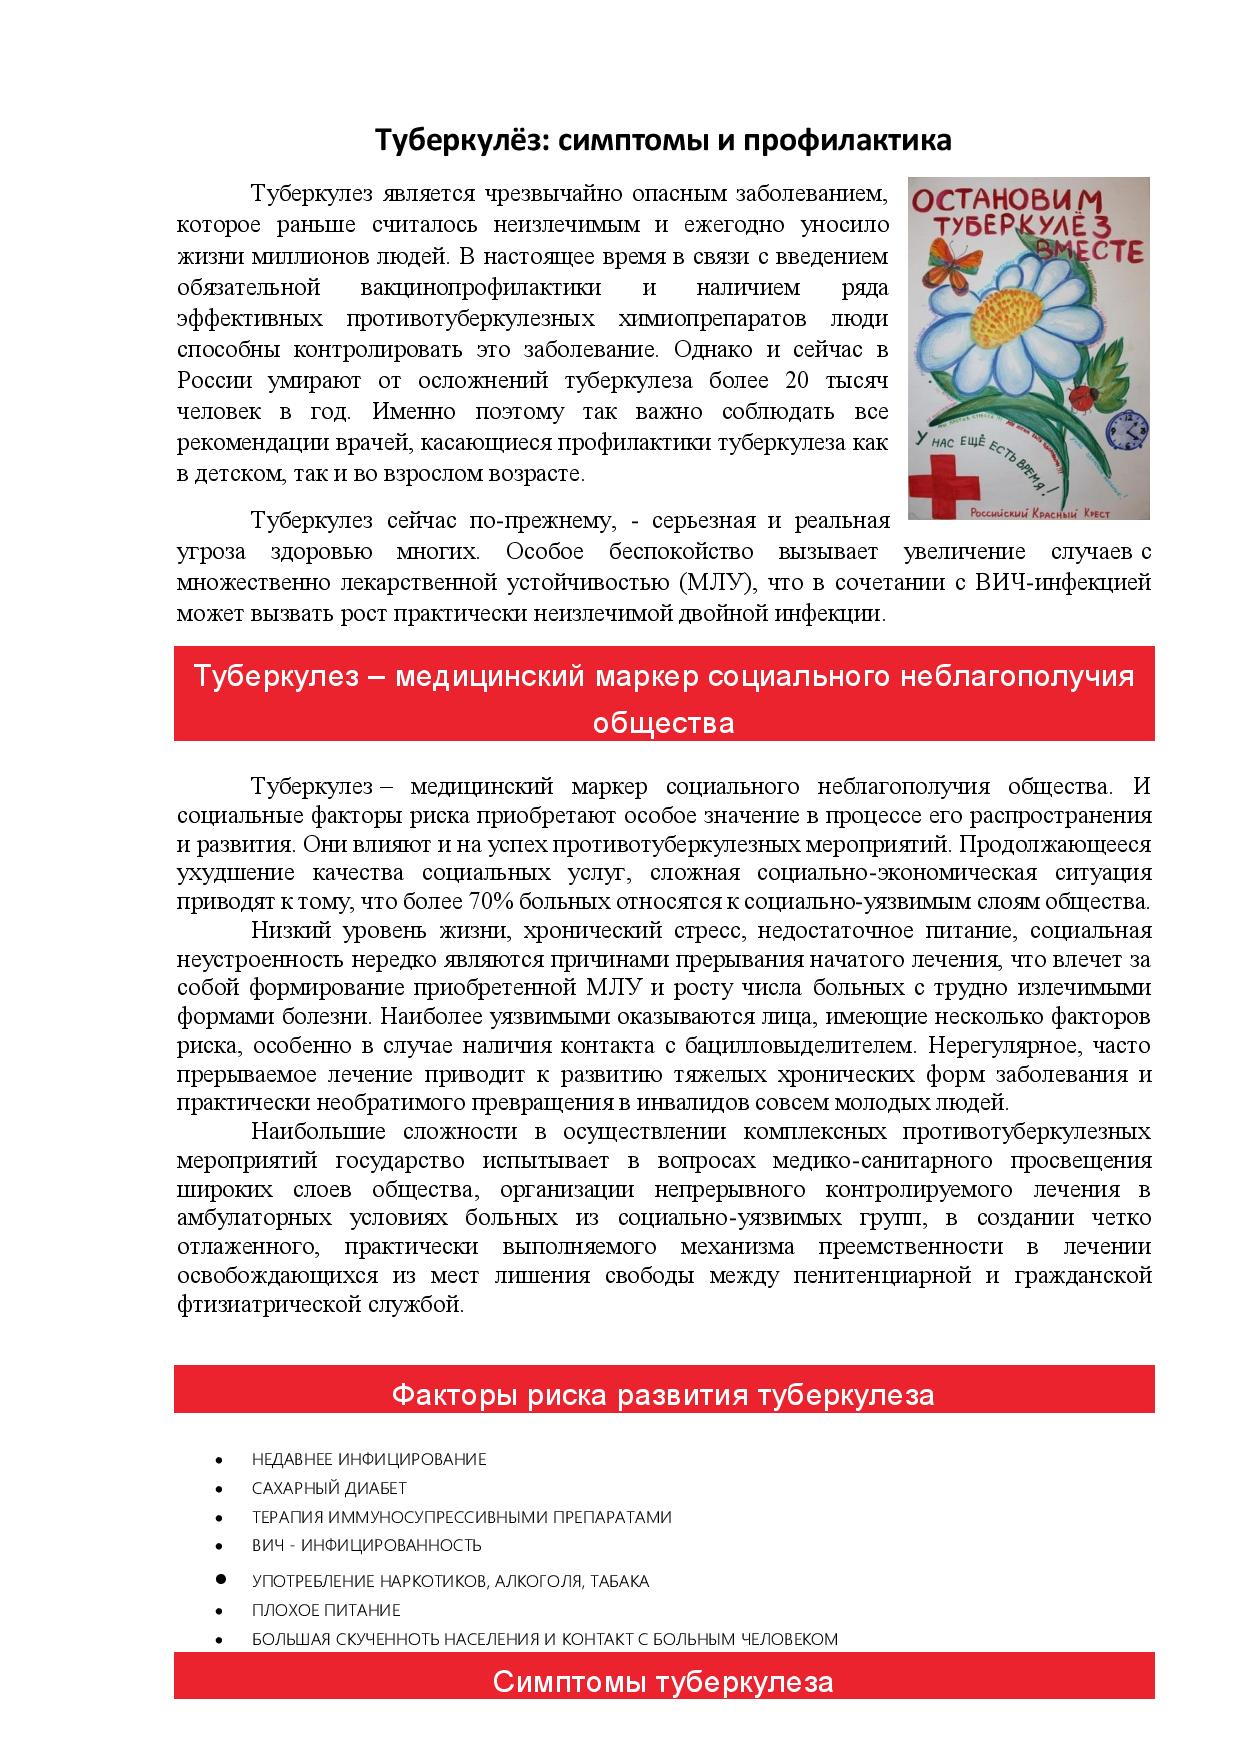 Туберкулёз: симптомы и профилактика
Туберкулез является чрезвычайно опасным заболеванием,
которое раньше считалось неизлечимым и ежегодно уносило
жизни миллионов людей. В настоящее время в связи с введением
обязательной вакцинопрофилактики и наличием ряда
эффективных противотуберкулезных химиопрепаратов люди
способны контролировать это заболевание. Однако и сейчас в
России умирают от осложнений туберкулеза более 20 тысяч
человек в год. Именно поэтому так важно соблюдать все
рекомендации врачей, касающиеся профилактики туберкулеза как
в детском, так и во взрослом возрасте.
ОСТАНОВИМ
ТУБЕРКУЛЁЗ
ВМЕСТЕ
У НАС ЕЩЁ ЕСТЬ ВРЕМЯ!
Российский Красный Крест
Туберкулез сейчас по-прежнему, - серьезная и реальная
угроза здоровью многих. Особое беспокойство вызывает увеличение случаев с
множественно лекарственной устойчивостью (МЛУ), что в сочетании с ВИЧ-инфекцией
может вызвать рост практически неизлечимой двойной инфекции.
Туберкулез – медицинский маркер социального неблагополучия
общества
Туберкулез – медицинский маркер социального неблагополучия общества. И
социальные факторы риска приобретают особое значение в процессе его распространения
и развития. Они влияют и на успех противотуберкулезных мероприятий. Продолжающееся
ухудшение качества социальных услуг, сложная социально-экономическая ситуация
приводят к тому, что более 70% больных относятся к социально-уязвимым слоям общества.
Низкий уровень жизни, хронический стресс, недостаточное питание, социальная
неустроенность нередко являются причинами прерывания начатого лечения, что влечет за
собой формирование приобретенной МЛУ и росту числа больных с трудно излечимыми
формами болезни. Наиболее уязвимыми оказываются лица, имеющие несколько факторов
риска, особенно в случае наличия контакта с бацилловыделителем. Нерегулярное, часто
прерываемое лечение приводит к развитию тяжелых хронических форм заболевания и
практически необратимого превращения в инвалидов совсем молодых людей.
Наибольшие сложности в осуществлении комплексных противотуберкулезных
мероприятий государство испытывает в вопросах медико-санитарного просвещения
широких слоев общества, организации непрерывного контролируемого лечения в
амбулаторных условиях больных из социально-уязвимых групп, в создании четко
отлаженного, практически выполняемого механизма преемственности в лечении
освобождающихся из мест лишения свободы между пенитенциарной и гражданской
фтизиатрической службой.
Факторы риска развития туберкулеза
• НЕДАВНЕЕ ИНФИЦИРОВАНИЕ
• САХАРНЫЙ ДИАБЕТ
• ТЕРАПИЯ ИММУНОСУПРЕССИВНЫМИ ПРЕПАРАТАМИ
• ВИЧ - ИНФИЦИРОВАННОСТЬ
• УПОТРЕБЛЕНИЕ НАРКОТИКОВ, АЛКОГОЛЯ, ТАБАКА
• ПЛОХОЕ ПИТАНИЕ
• БОЛЬШАЯ СКУЧЕННОТЬ НАСЕЛЕНИЯ И КОНТАКТ С БОЛЬНЫМ ЧЕЛОВЕКОМ
Симптомы туберкулеза